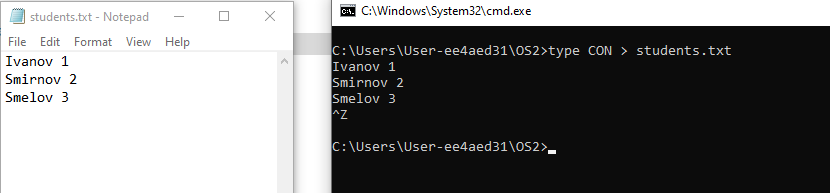 students.txt - Notepad
File Edit Format View Help
Ivanov 1
Smirnov 2
Smelov 3
C:\Windows\System32\cmd.exe
C:\Users\User-ee4aed31\OS2>type CON > students.txt
Ivanov 1
Smirnov 2
Smelov 3
^Z
C:\Users\User-ee4aed31\OS2>